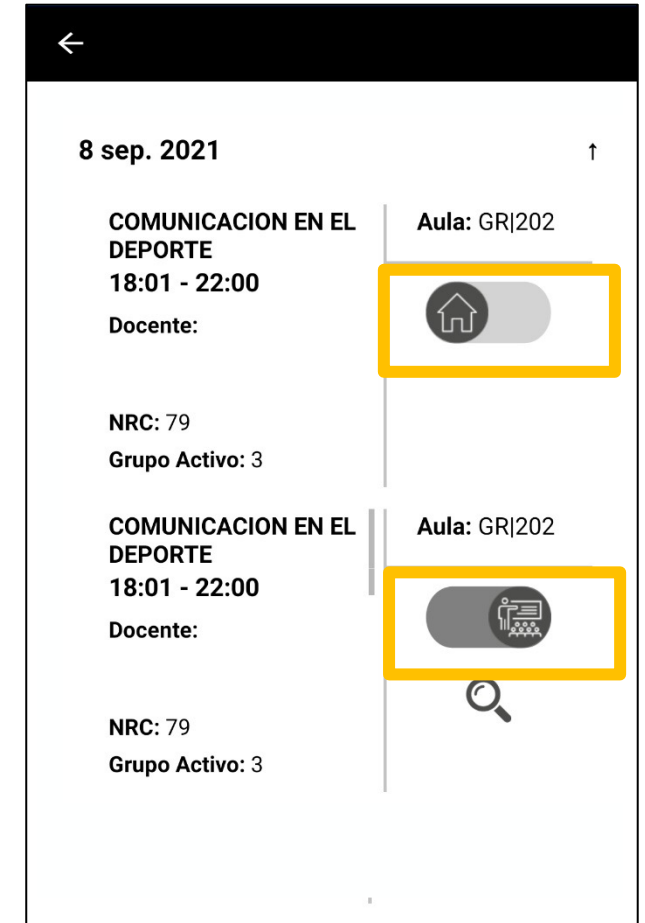 8 sep. 2021
COMUNICACION EN EL
DEPORTE
18:01 - 22:00
Docente:
NRC: 79
Grupo Activo: 3
Aula: GR|202
COMUNICACION EN EL
DEPORTE
18:01 - 22:00
Docente:
NRC: 79
Grupo Activo: 3
Aula: GR|202